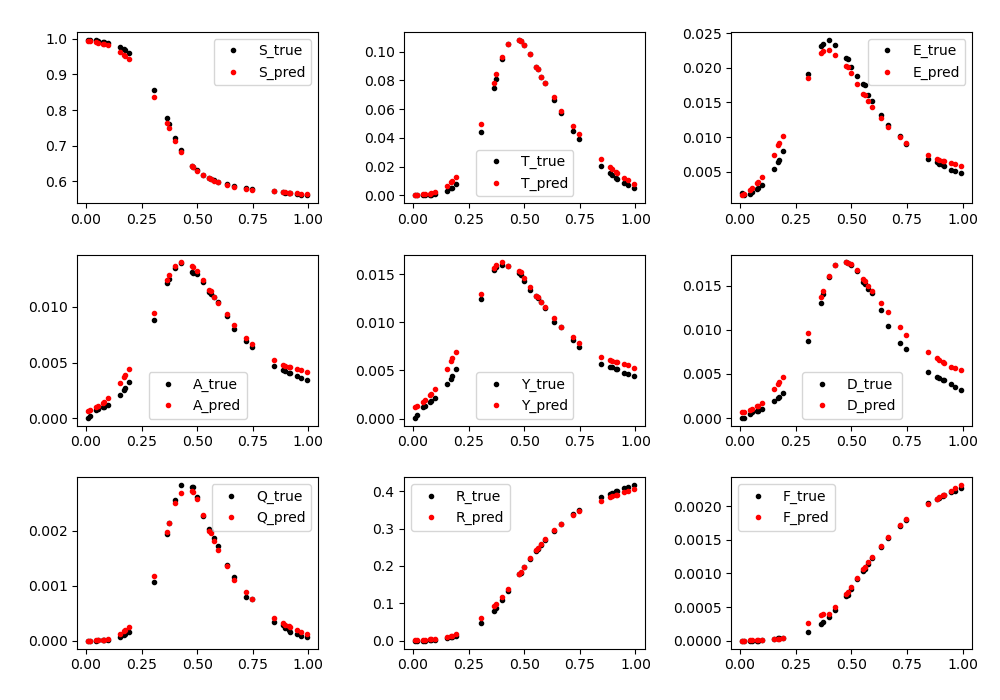 1.0
0.9
0.8
0.7
0.6
0.00 0.25 0.50 0.75 1.00
S_true
S_pred
0.10
0.08
0.06
0.04
0.02
0.00
0.00 0.25 0.50 0.75 1.00
T_true
T_pred
0.025
0.020
0.015
0.010
0.005
0.00 0.25 0.50 0.75 1.00
E_true
E_pred
0.010
0.005
0.000
0.00 0.25 0.50 0.75 1.00
A_true
A_pred
0.015
0.010
0.005
0.000
0.00 0.25 0.50 0.75 1.00
Y_true
Y_pred
0.015
0.010
0.005
0.000
0.00 0.25 0.50 0.75 1.00
D_true
D_pred
0.002
0.001
0.000
0.00 0.25 0.50 0.75 1.00
Q_true
Q_pred
0.4
0.3
0.2
0.1
0.0
0.00 0.25 0.50 0.75 1.00
R_true
R_pred
0.0020
0.0015
0.0010
0.0005
0.0000
0.00 0.25 0.50 0.75 1.00
F_true
F_pred